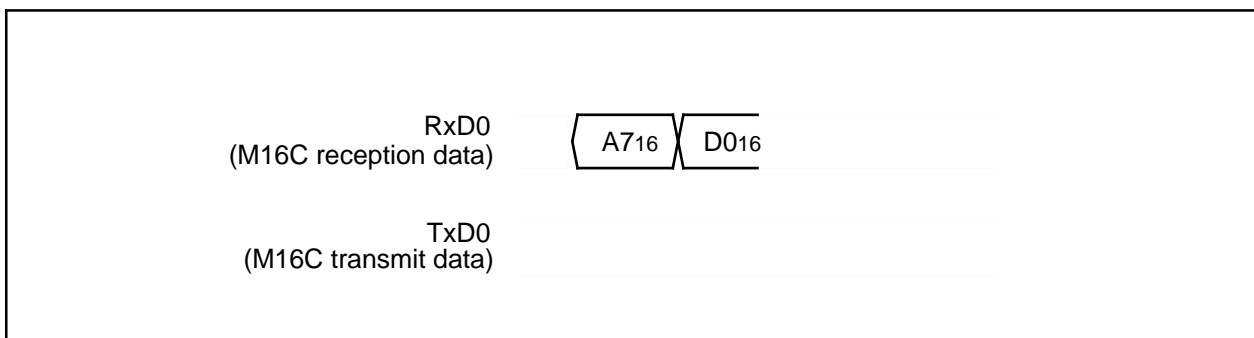 RxD0
(M16C reception data)
A716 D016
TxD0
(M16C transmit data)